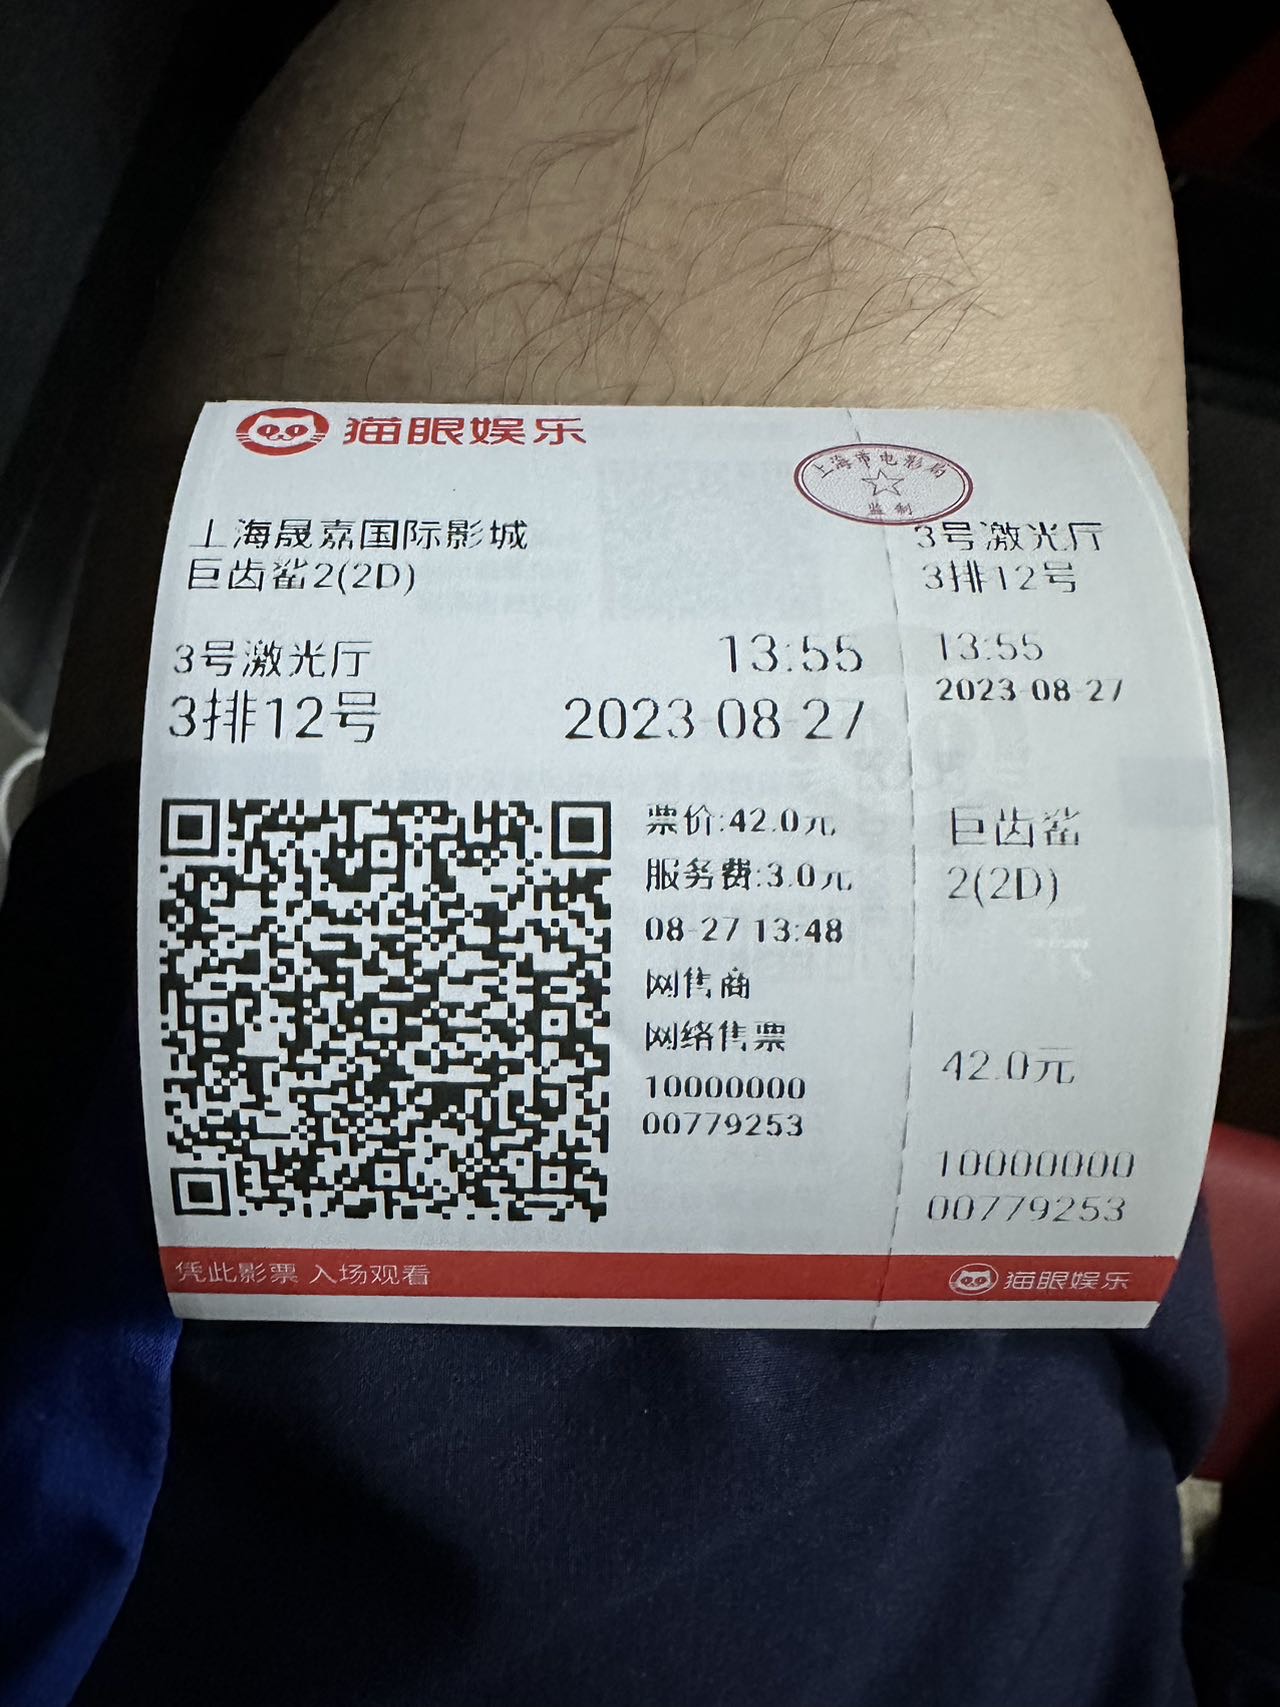 猫眼娱乐
上海市电影局
监制
上海晟嘉国际影城
巨齿鲨2(2D)
3号激光厅
13:55
3排12号
2023-08-27
票价:42.0元
服务费:3.0元
08-27 13:48
网售商
网络售票
10000000
00779253
凭此影票 入场观看
3号激光厅
3排12号
13:55
2023-08-27
巨齿鲨
2(2D)
42.0元
10000000
00779253
猫眼娱乐